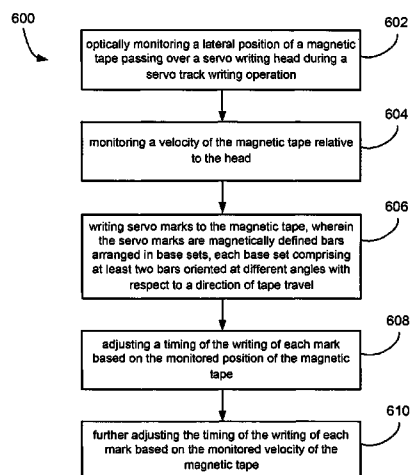 600
602
optically monitoring a lateral position of a magnetic
tape passing over a servo writing head during a
servo track writing operation
604
monitoring a velocity of the magnetic tape relative
to the head
606
writing servo marks to the magnetic tape, wherein
the servo marks are magnetically defined bars
arranged in base sets, each base set comprising
at least two bars oriented at different angles with
respect to a direction of tape travel
608
adjusting a timing of the writing of each mark
based on the monitored position of the magnetic
tape
610
further adjusting the timing of the writing of each
mark based on the monitored velocity of the
magnetic tape